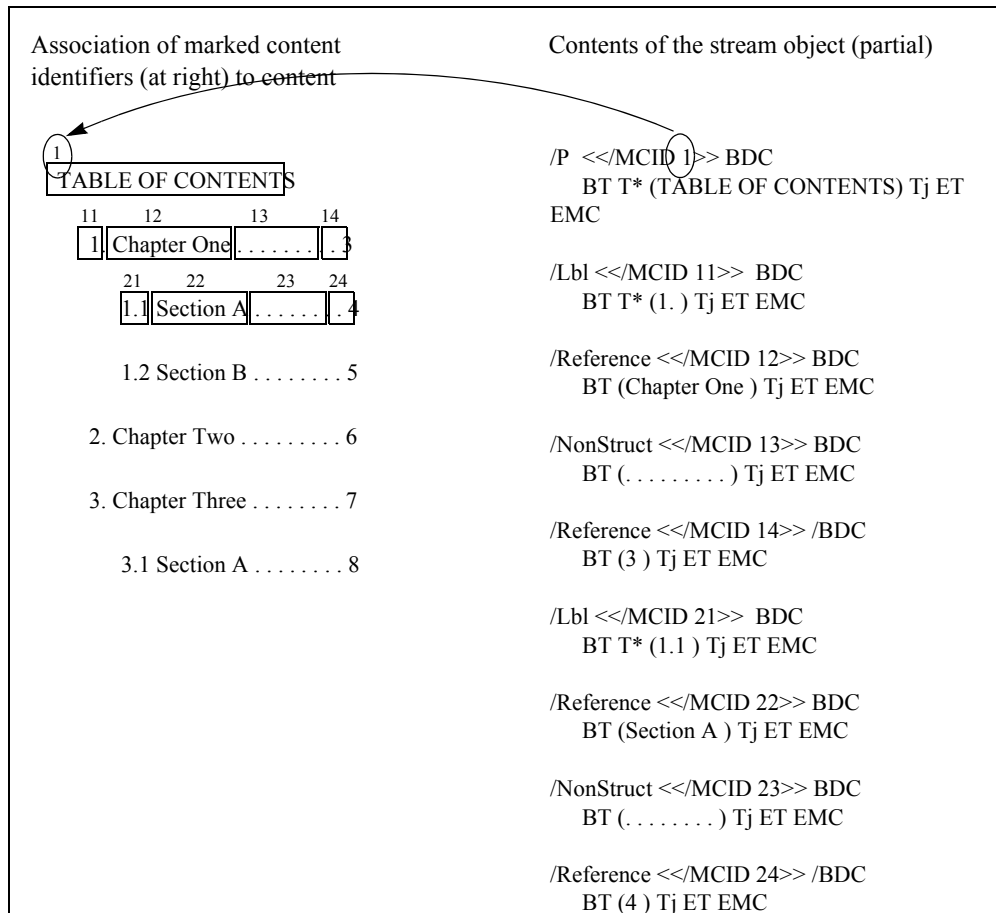 Association of marked content
identifiers (at right) to content
1
TABLE OF CONTENTS
11 12 13 14
1. Chapter One . . . . . . . . . 3
21 22 23 24
1.1 Section A . . . . . . . . 4
1.2 Section B . . . . . . . . 5
2. Chapter Two . . . . . . . . . 6
3. Chapter Three . . . . . . . . 7
3.1 Section A . . . . . . . . 8
Contents of the stream object (partial)
/P <</MCID 1>> BDC
BT T* (TABLE OF CONTENTS) Tj ET
EMC
/Lbl <</MCID 11>> BDC
BT T* (1. ) Tj ET EMC
/Reference <</MCID 12>> BDC
BT (Chapter One ) Tj ET EMC
/NonStruct <</MCID 13>> BDC
BT (. . . . . . . . . ) Tj ET EMC
/Reference <</MCID 14>> /BDC
BT (3 ) Tj ET EMC
/Lbl <</MCID 21>> BDC
BT T* (1.1 ) Tj ET EMC
/Reference <</MCID 22>> BDC
BT (Section A ) Tj ET EMC
/NonStruct <</MCID 23>> BDC
BT (. . . . . . . . ) Tj ET EMC
/Reference <</MCID 24>> /BDC
BT (4 ) Tj ET EMC